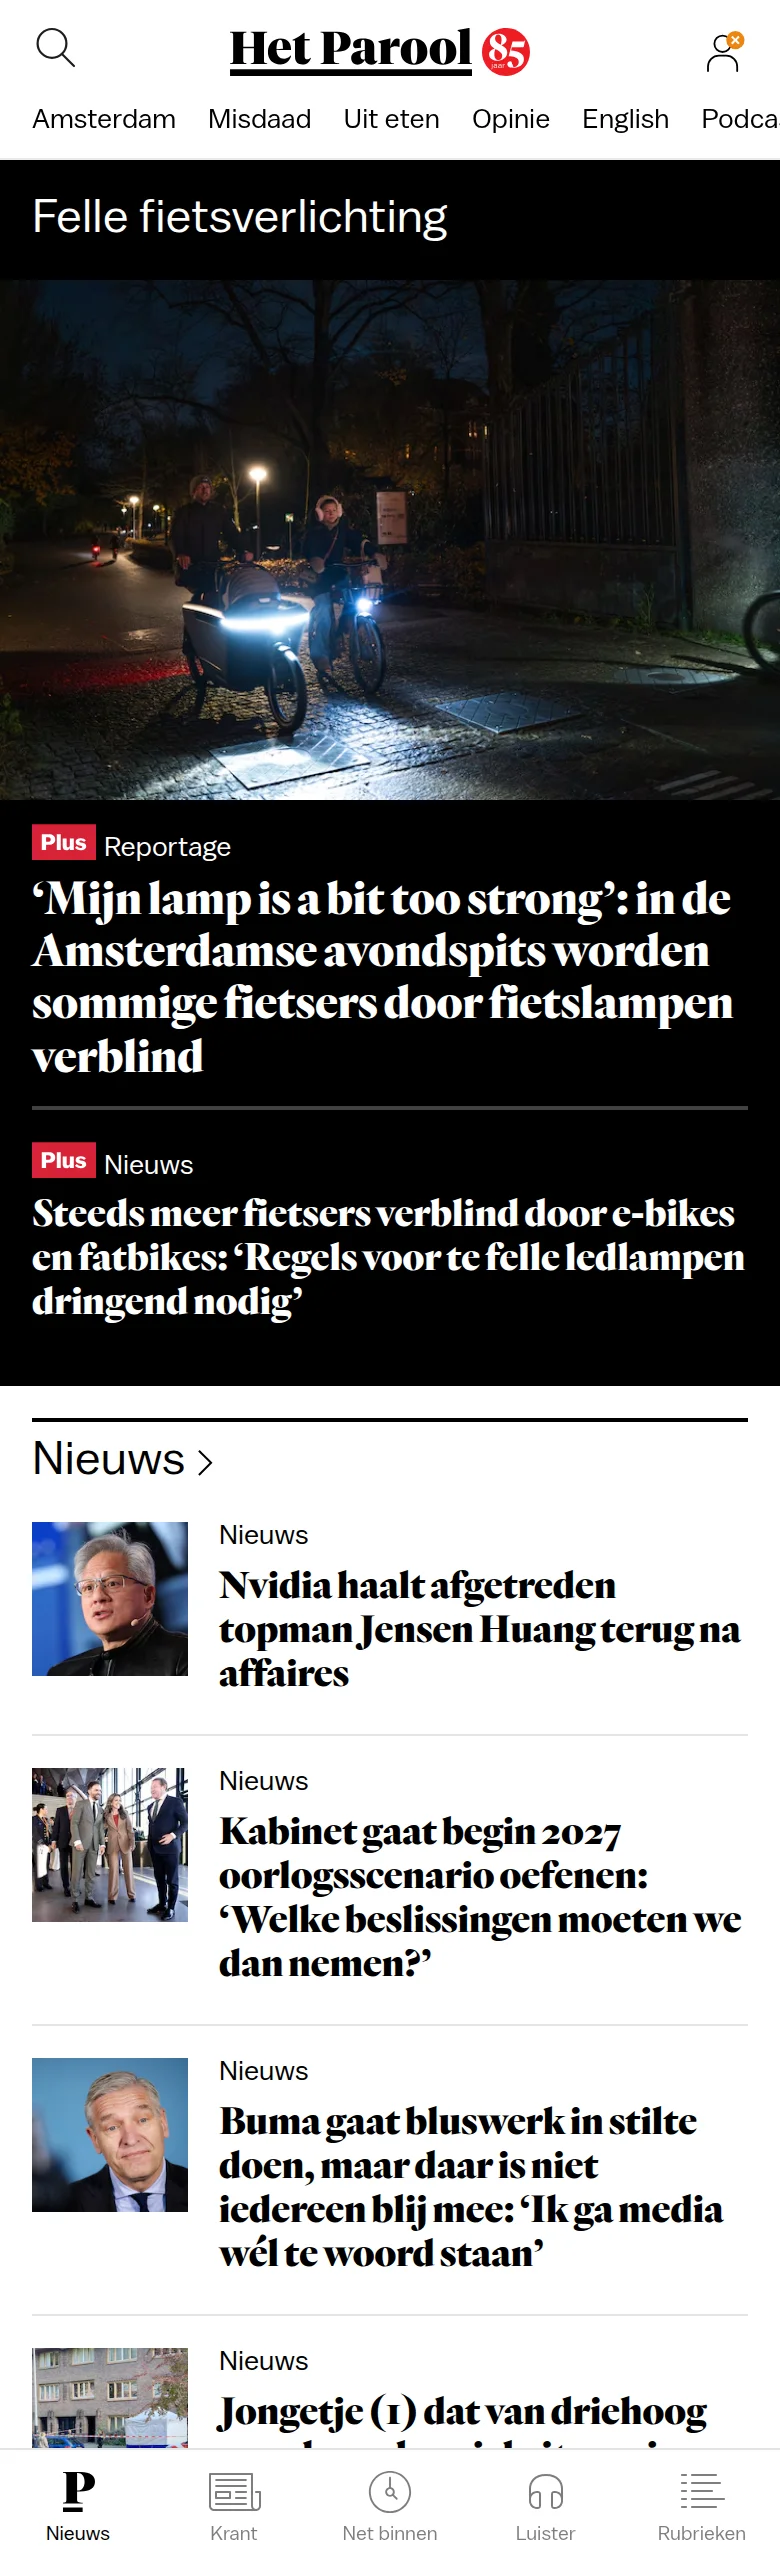 Het Parool 85 jaar
Amsterdam Misdaad Uit eten Opinie English Podca
Felle fietsverlichting
Plus Reportage
‘Mijn lamp is a bit too strong’: in de
Amsterdamse avondspits worden
sommige fietsers door fietslampen
verblind
Plus Nieuws
Steeds meer fietsers verblind door e-bikes
en fatbikes: ‘Regels voor te felle ledlampen
dringend nodig’
Nieuws
Nieuws
Nvidia haalt afgetreden
topman Jensen Huang terug na
affaires
Nieuws
Kabinet gaat begin 2027
oorlogsscenario oefenen:
‘Welke beslissingen moeten we
dan nemen?’
Nieuws
Buma gaat bluswerk in stilte
doen, maar daar is niet
iedereen blij mee: ‘Ik ga media
wél te woord staan’
Nieuws
Jongetje (1) dat van driehoog
P
Nieuws Krant Net binnen Luister Rubrieken